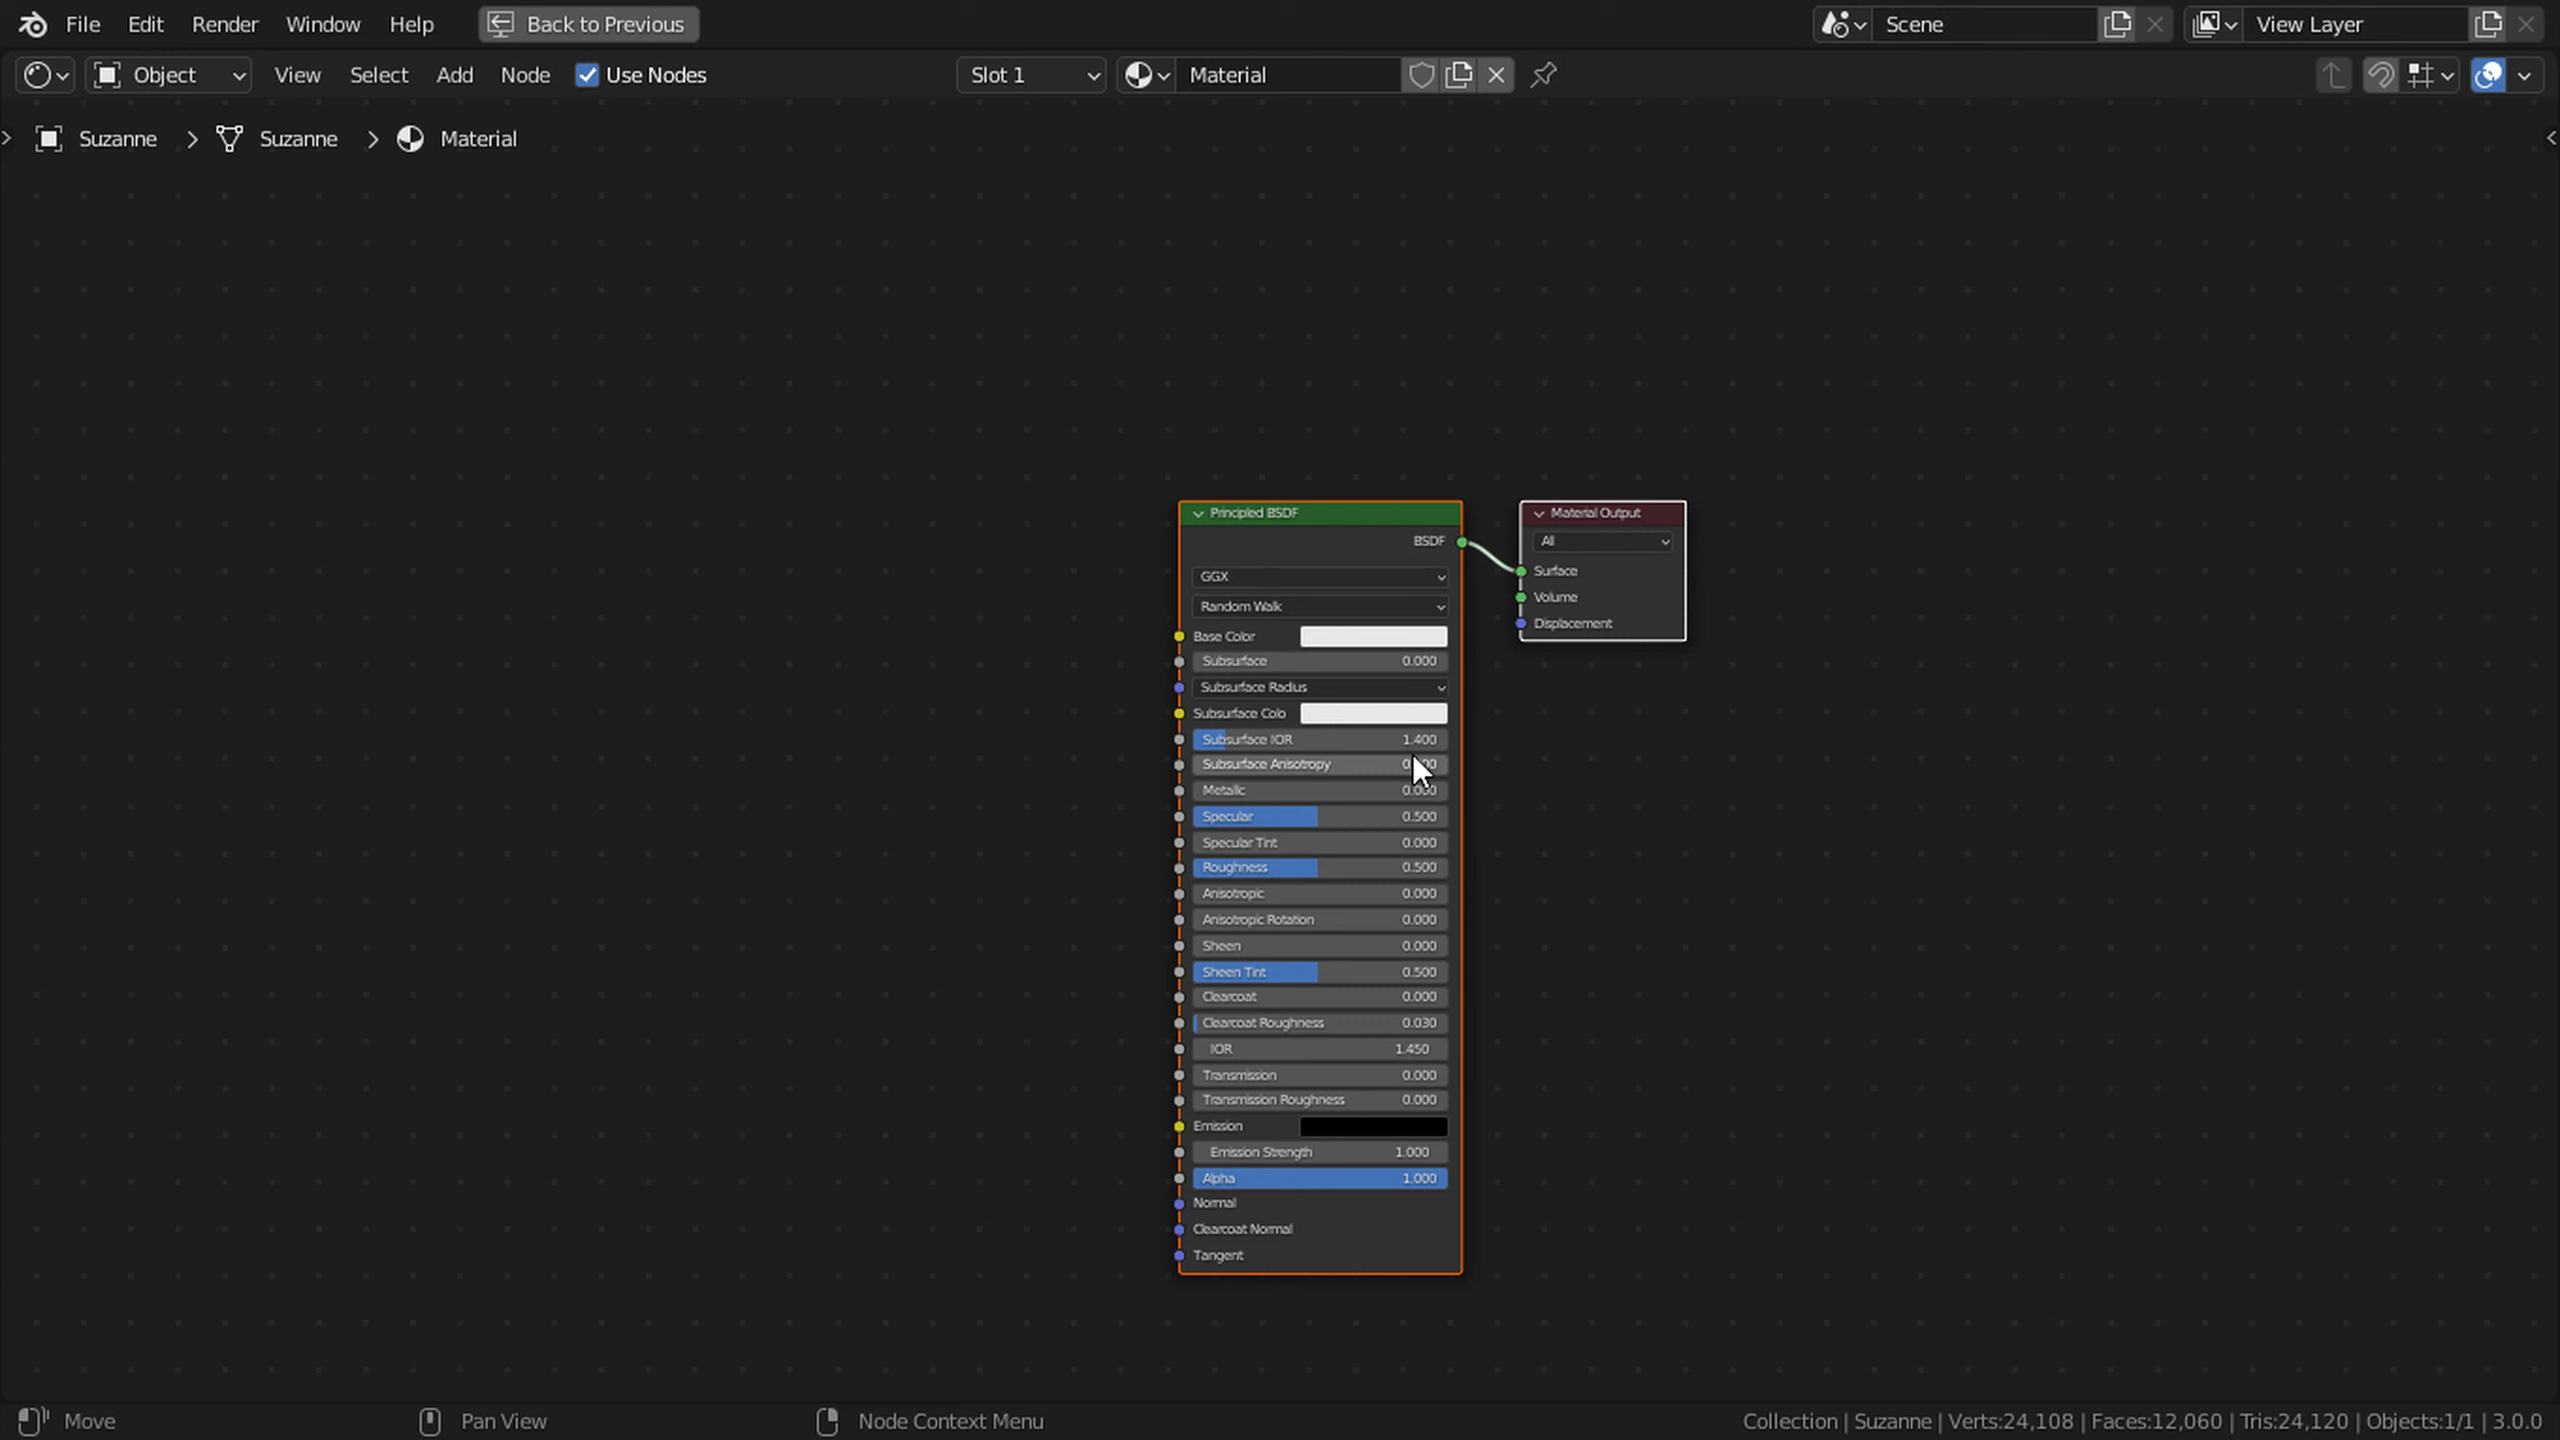 File Edit Render Window Help Back to Previous Scene View Layer
Object View Select Add Node Use Nodes Slot 1 Material
Suzanne Suzanne Material
Principled BSDF
BSDF
GGX
Random Walk
Base Color
Subsurface 0.000
Subsurface Radius
Subsurface Colo
Subsurface IOR 1.400
Subsurface Anisotropy
Metallic 0.000
Specular 0.500
Specular Tint 0.000
Roughness 0.500
Anisotropic 0.000
Anisotropic Rotation 0.000
Sheen 0.000
Sheen Tint 0.500
Clearcoat 0.000
Clearcoat Roughness 0.030
IOR 1.450
Transmission 0.000
Transmission Roughness 0.000
Emission
Emission Strength 1.000
Alpha 1.000
Normal
Clearcoat Normal
Tangent
Material Output
All
Surface
Volume
Displacement
Move Pan View Node Context Menu Collection | Suzanne | Verts:24,108 | Faces:12,060 | Tris:24,120 | Objects:1/1 | 3.0.0